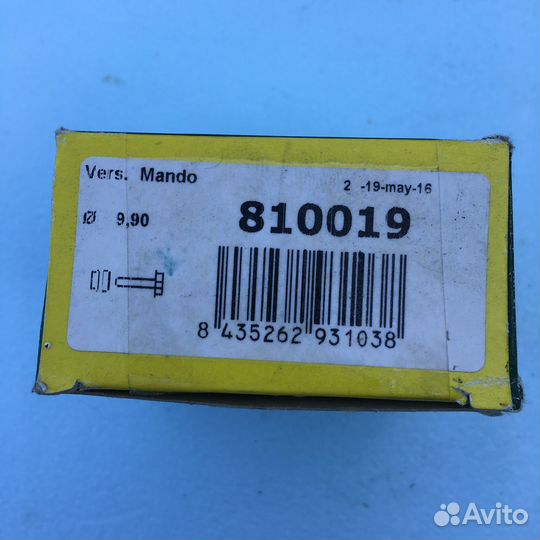 Vers. Mando
2 -19-may-16
Ø 9,90
810019
8 435262 931038
Avito